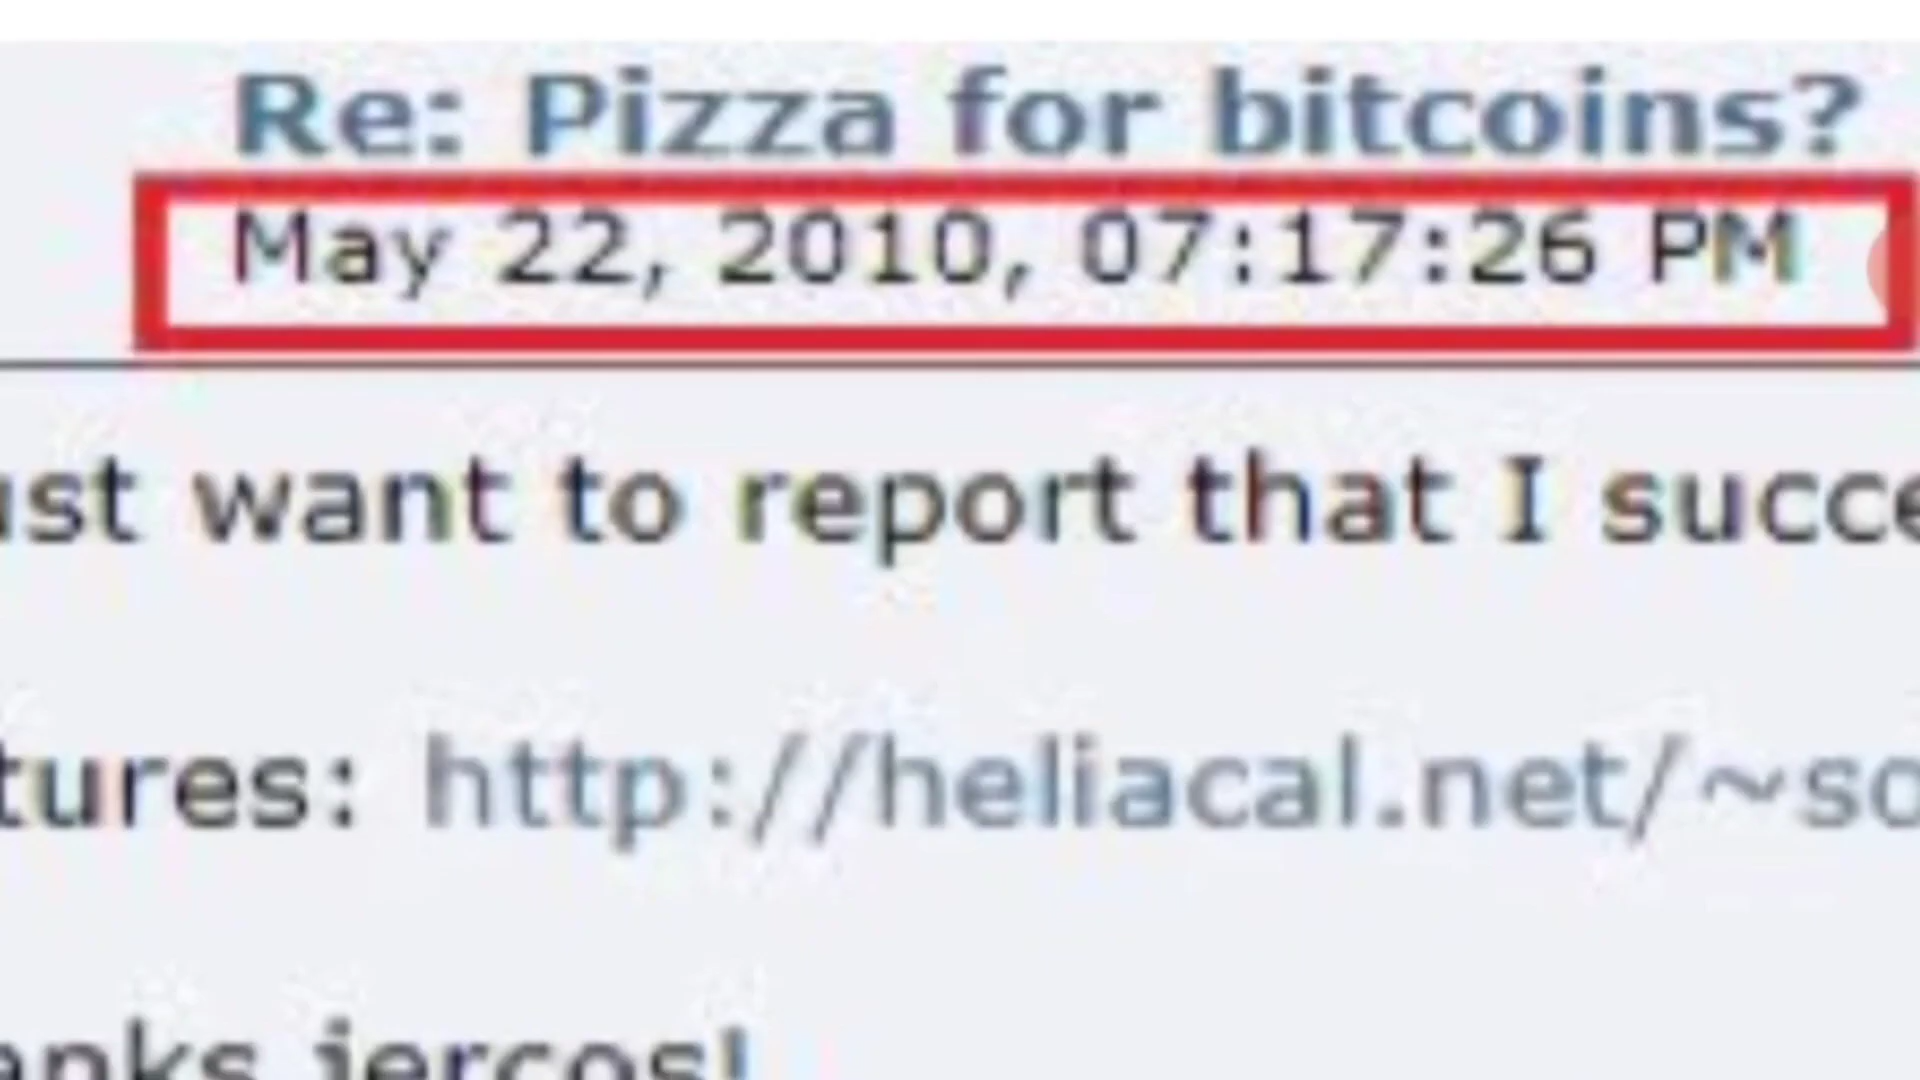 Re: Pizza for bitcoins?
May 22, 2010, 07:17:26 PM
ust want to report that I succe
tures: http://heliacal.net/~so
anks jercos!